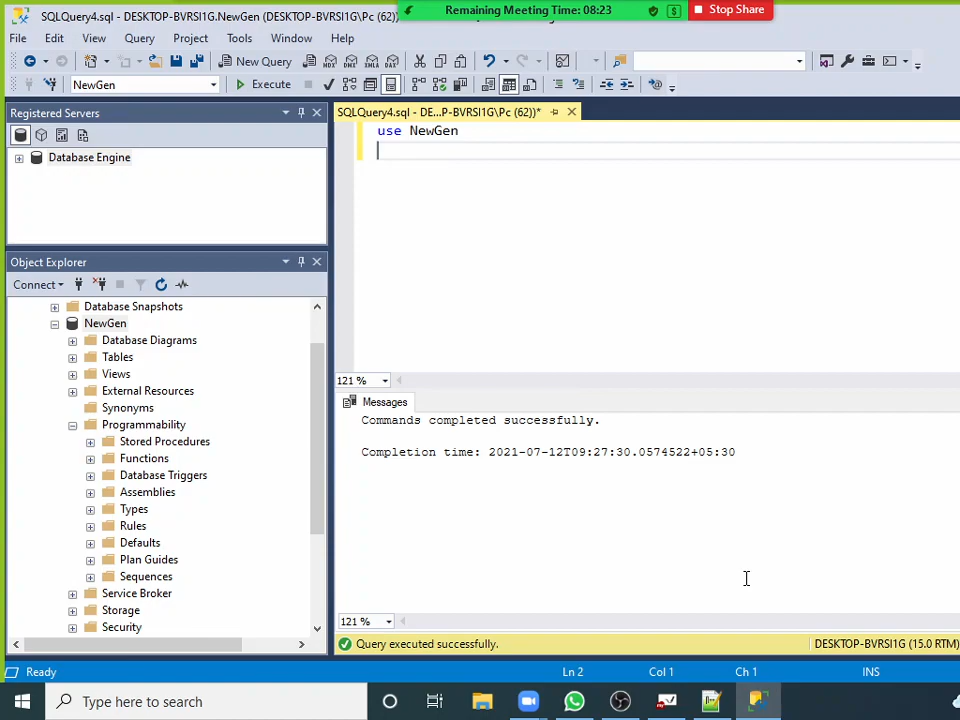 Remaining Meeting Time: 08:23
Stop Share
SQLQuery4.sql - DESKTOP-BVRSI1G.NewGen (DESKTOP-BVRSI1G\Pc (62))
File Edit View Query Project Tools Window Help
New Query
NewGen
Execute
Registered Servers
Database Engine
SQLQuery4.sql - DE...P-BVRSI1G\Pc (62))*
use NewGen
Object Explorer
Connect
Database Snapshots
NewGen
Database Diagrams
Tables
Views
External Resources
Synonyms
Programmability
Stored Procedures
Functions
Database Triggers
Assemblies
Types
Rules
Defaults
Plan Guides
Sequences
Service Broker
Storage
Security
121 %
Messages
Commands completed successfully.
Completion time: 2021-07-12T09:27:30.0574522+05:30
121 %
Query executed successfully.
DESKTOP-BVRSI1G (15.0 RTM)
Ready
Ln 2
Col 1
Ch 1
INS
Type here to search